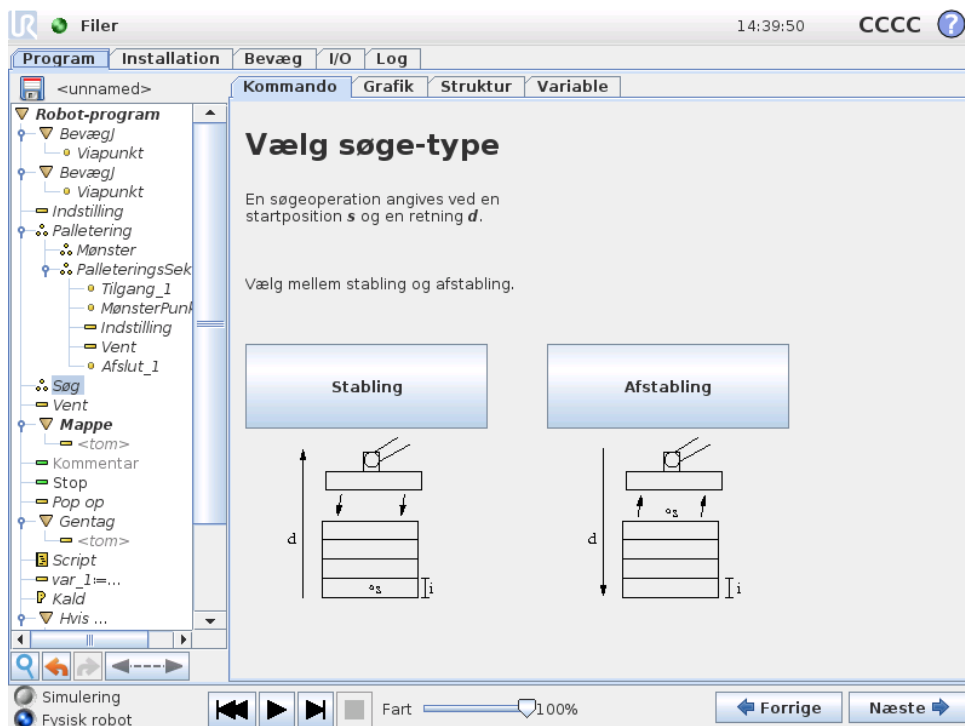 UR Filer 14:39:50 CCCC ?
Program Installation Bevæg I/O Log
<unnamed>
Kommando Grafik Struktur Variable
Robot-program
BevægJ
Viapunkt
BevægJ
Viapunkt
Indstilling
Palletering
Mønster
PalleteringsSek
Tilgang_1
MønsterPunk
Indstilling
Vent
Afslut_1
Søg
Vent
Mappe
<tom>
Kommentar
Stop
Pop op
Gentag
<tom>
Script
var_1:=...
Kald
Hvis ...
Vælg søge-type
En søgeoperation angives ved en
startposition s og en retning d.
Vælg mellem stabling og afstabling.
Stabling Afstabling
d s i
d s i
Simulering
Fysisk robot
Fart 100%
Forrige Næste